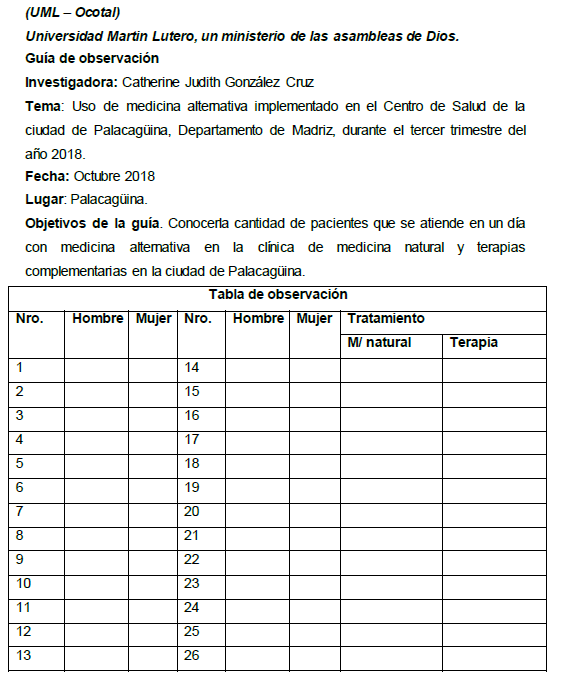 (UML – Ocotal)
Universidad Martin Lutero, un ministerio de las asambleas de Dios.
Guía de observación
Investigadora: Catherine Judith González Cruz
Tema: Uso de medicina alternativa implementado en el Centro de Salud de la
ciudad de Palacagüina, Departamento de Madriz, durante el tercer trimestre del
año 2018.
Fecha: Octubre 2018
Lugar: Palacagüina.
Objetivos de la guía. Conocerla cantidad de pacientes que se atiende en un día
con medicina alternativa en la clínica de medicina natural y terapias
complementarias en la ciudad de Palacagüina.
Tabla de observación
Nro. Hombre Mujer Nro. Hombre Mujer Tratamiento
M/ natural Terapia
1 14
2 15
3 16
4 17
5 18
6 19
7 20
8 21
9 22
10 23
11 24
12 25
13 26